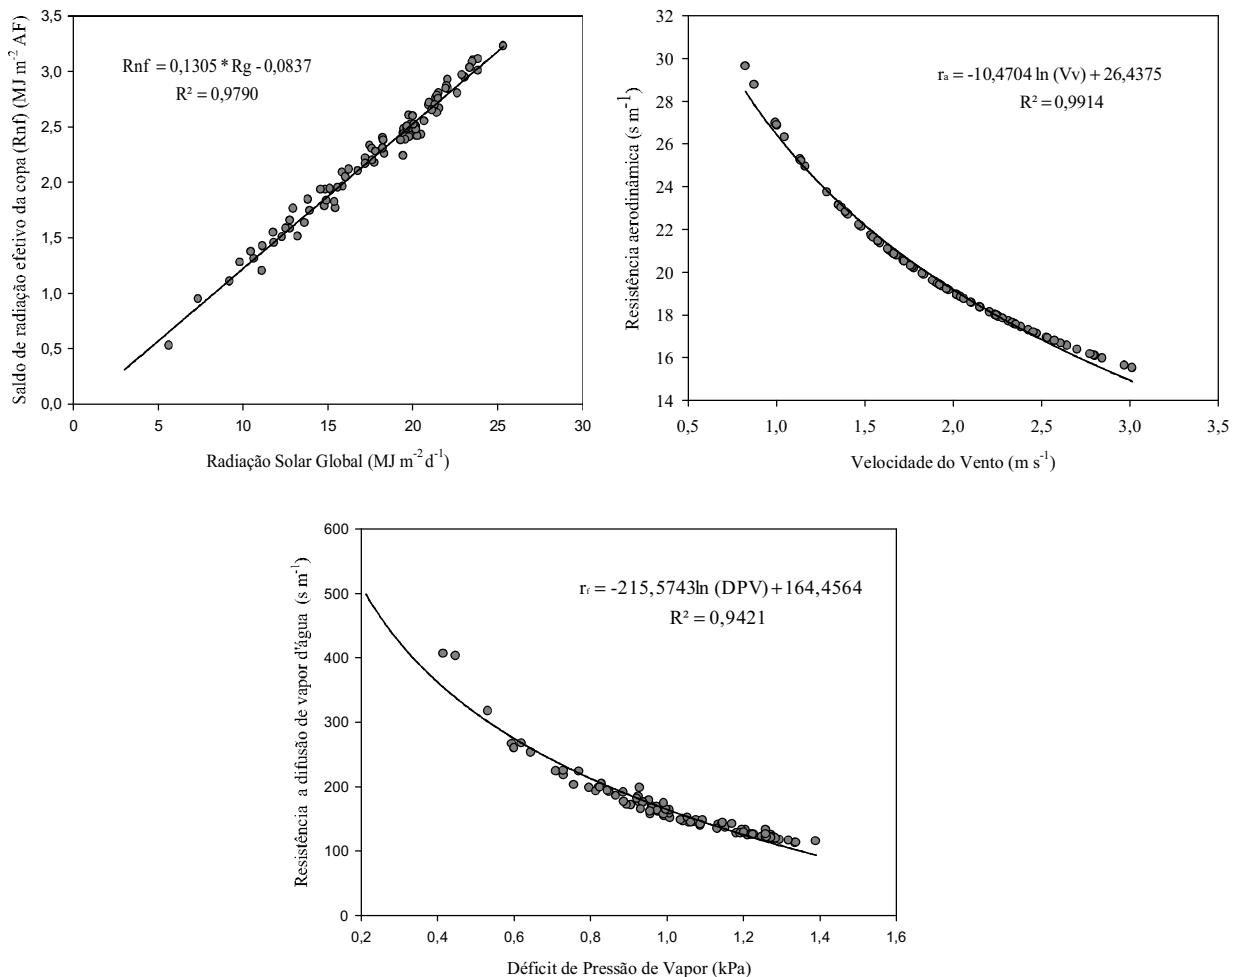 Saldo de radiação efetivo da copa (Rnf) (MJ m⁻² AF)
3,5
3,0
2,5
2,0
1,5
1,0
0,5
0,0
Rnf = 0,1305 * Rg - 0,0837
R² = 0,9790
0 5 10 15 20 25 30
Radiação Solar Global (MJ m⁻² d⁻¹)
Resistência aerodinâmica (s m⁻¹)
32
30
28
26
24
22
20
18
16
14
rₐ = -10,4704 ln (Vv) + 26,4375
R² = 0,9914
0,5 1,0 1,5 2,0 2,5 3,0 3,5
Velocidade do Vento (m s⁻¹)
Resistência a difusão de vapor d'água (s m⁻¹)
600
500
400
300
200
100
0
r𝖿 = -215,5743ln (DPV) + 164,4564
R² = 0,9421
0,2 0,4 0,6 0,8 1,0 1,2 1,4 1,6
Déficit de Pressão de Vapor (kPa)